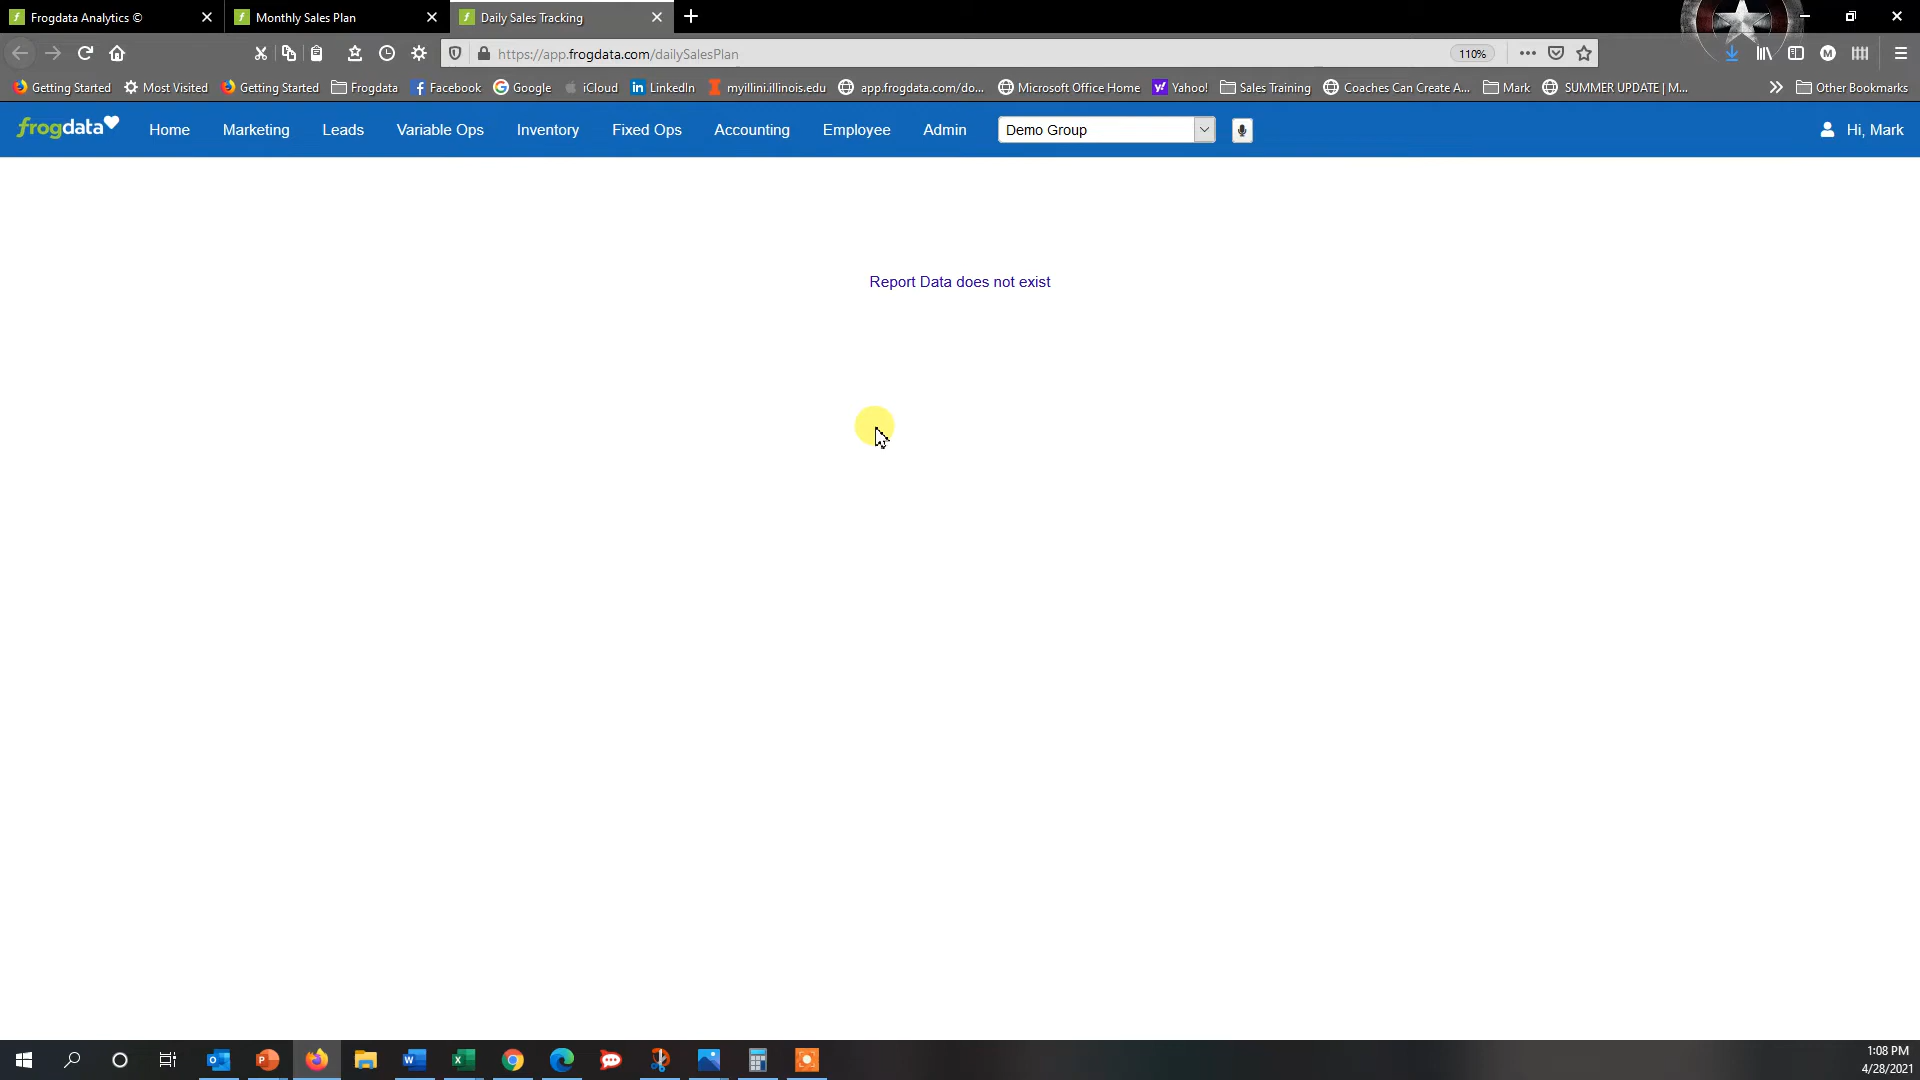 Frogdata Analytics ©
Monthly Sales Plan
Daily Sales Tracking
https://app.frogdata.com/dailySalesPlan
110%
Getting Started
Most Visited
Getting Started
Frogdata
Facebook
Google
iCloud
LinkedIn
myillini.illinois.edu
app.frogdata.com/do...
Microsoft Office Home
Yahoo!
Sales Training
Coaches Can Create A...
Mark
SUMMER UPDATE | M...
Other Bookmarks
frogdata
Home
Marketing
Leads
Variable Ops
Inventory
Fixed Ops
Accounting
Employee
Admin
Demo Group
Hi, Mark
Report Data does not exist
1:08 PM
4/28/2021